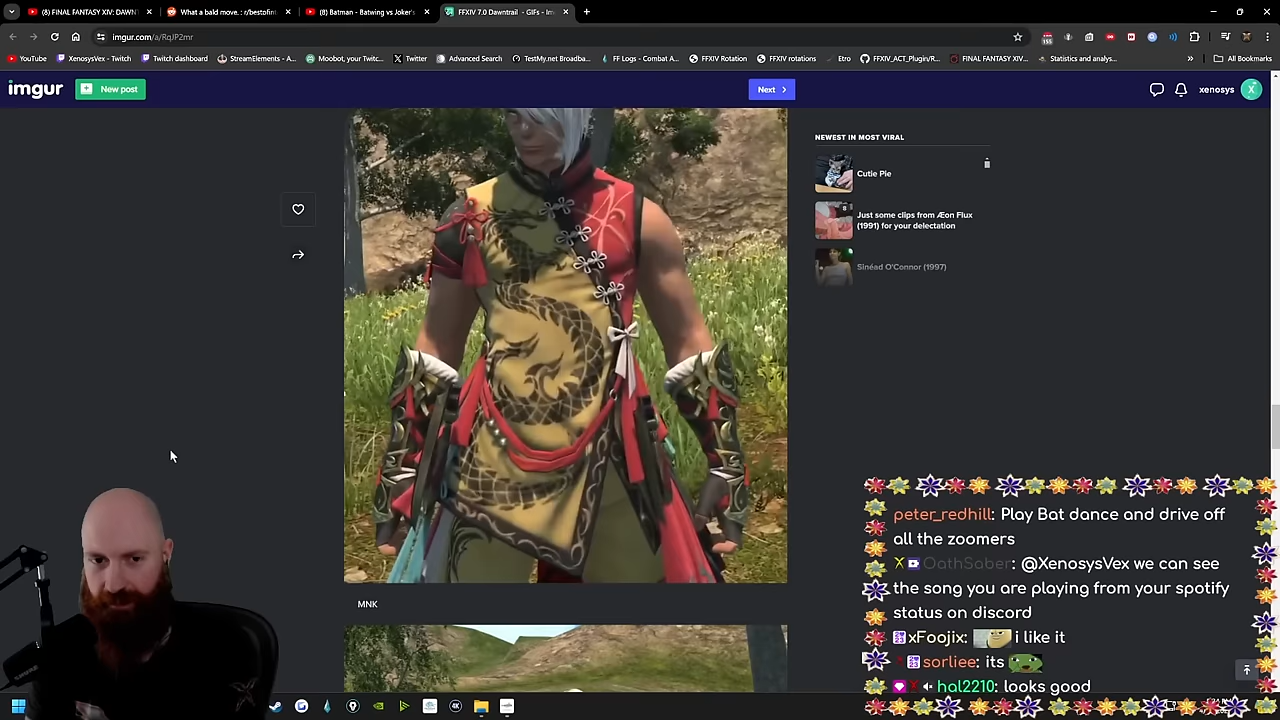 (6) FINAL FANTASY XIV: DAWN
What a bald move. : r/bestofin
(8) Batman - Batwing vs Joker's
FFXIV 7.0 Dawntrail - GIFs - Im
imgur.com/a/RqJP2mr
YouTube
XenosysVex - Twitch
Twitch dashboard
StreamElements - A...
Moobot, your Twitc...
Twitter
Advanced Search
TestMy.net Broadba...
FF Logs - Combat A...
FFXIV Rotation
FFXIV rotations
Etro
FFXIV_ACT_Plugin/R...
FINAL FANTASY XIV...
Statistics and analys...
All Bookmarks
imgur
New post
Next
xenosys
X
NEWEST IN MOST VIRAL
Cutie Pie
Just some clips from Æon Flux
(1991) for your delectation
Sinéad O'Connor (1997)
MNK
peter_redhill: Play Bat dance and drive off
all the zoomers
OathSaber: @XenosysVex we can see
the song you are playing from your spotify
status on discord
xFoojix: i like it
sorliee: its
hal2210: looks good